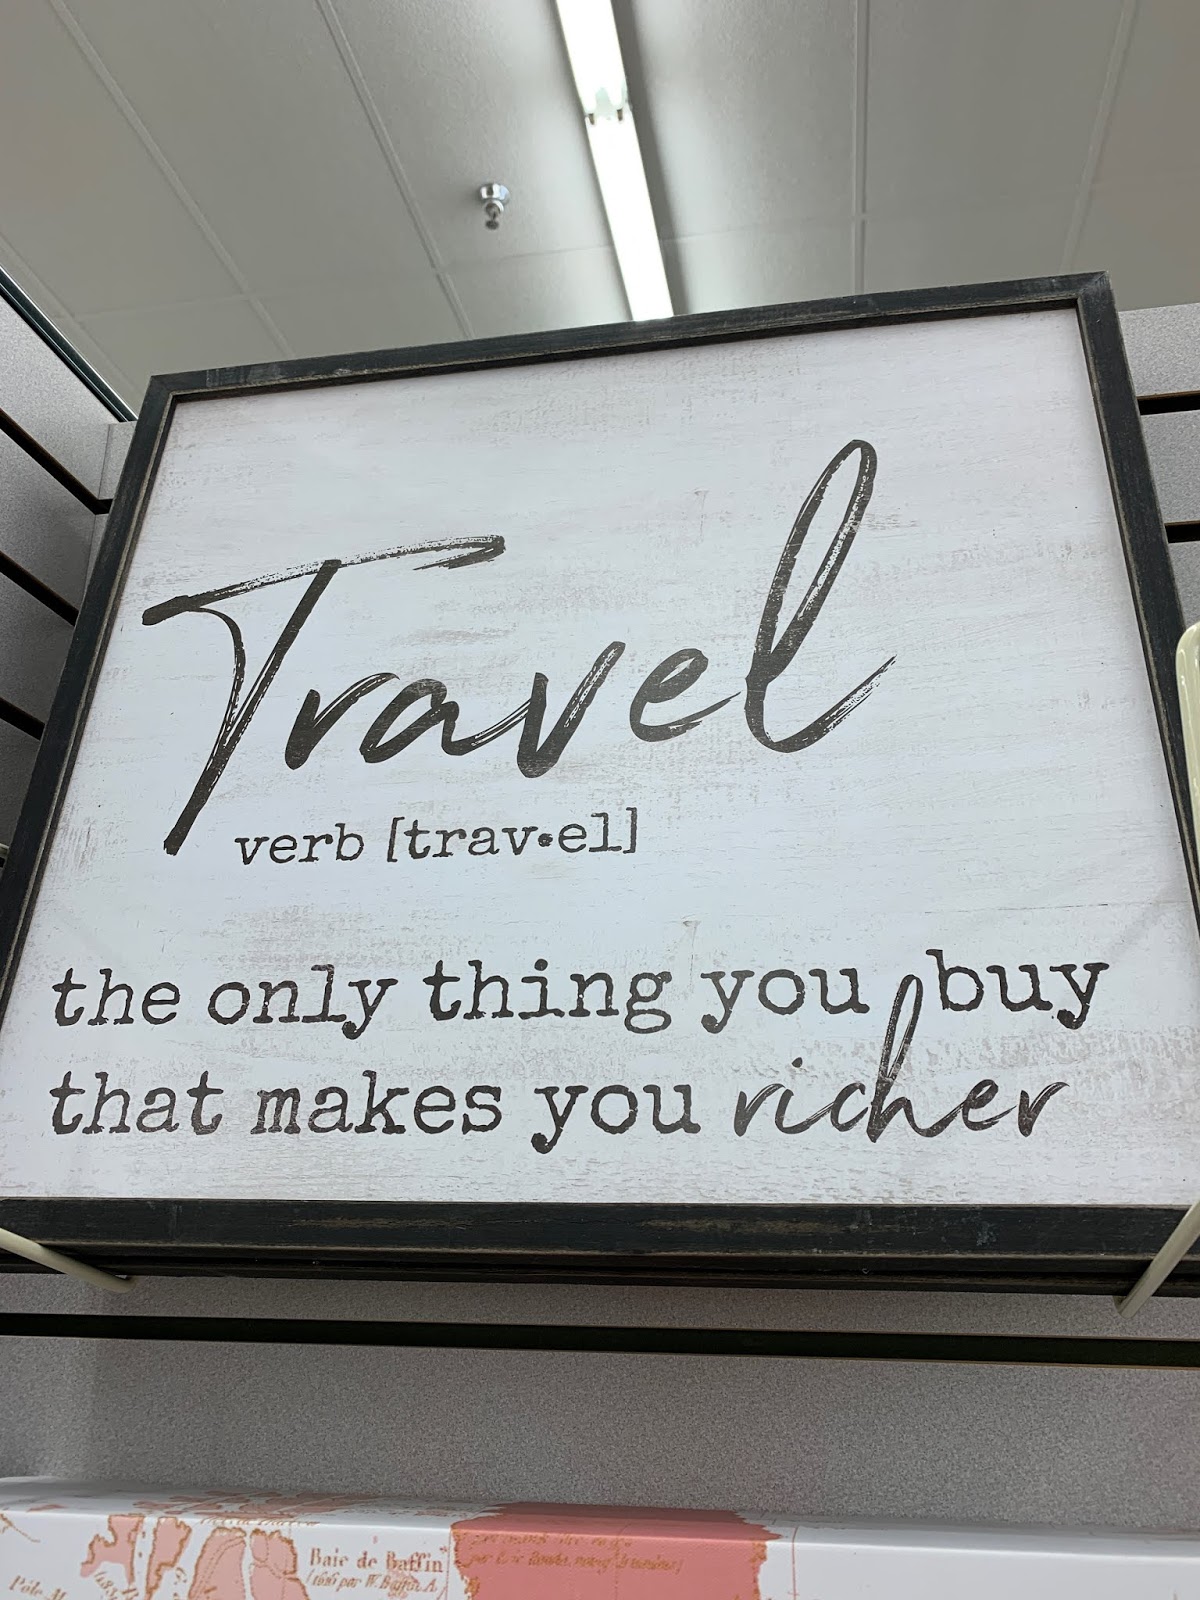 Travel
verb [trav•el]
the only thing you buy
that makes you richer
Baie de Baffin